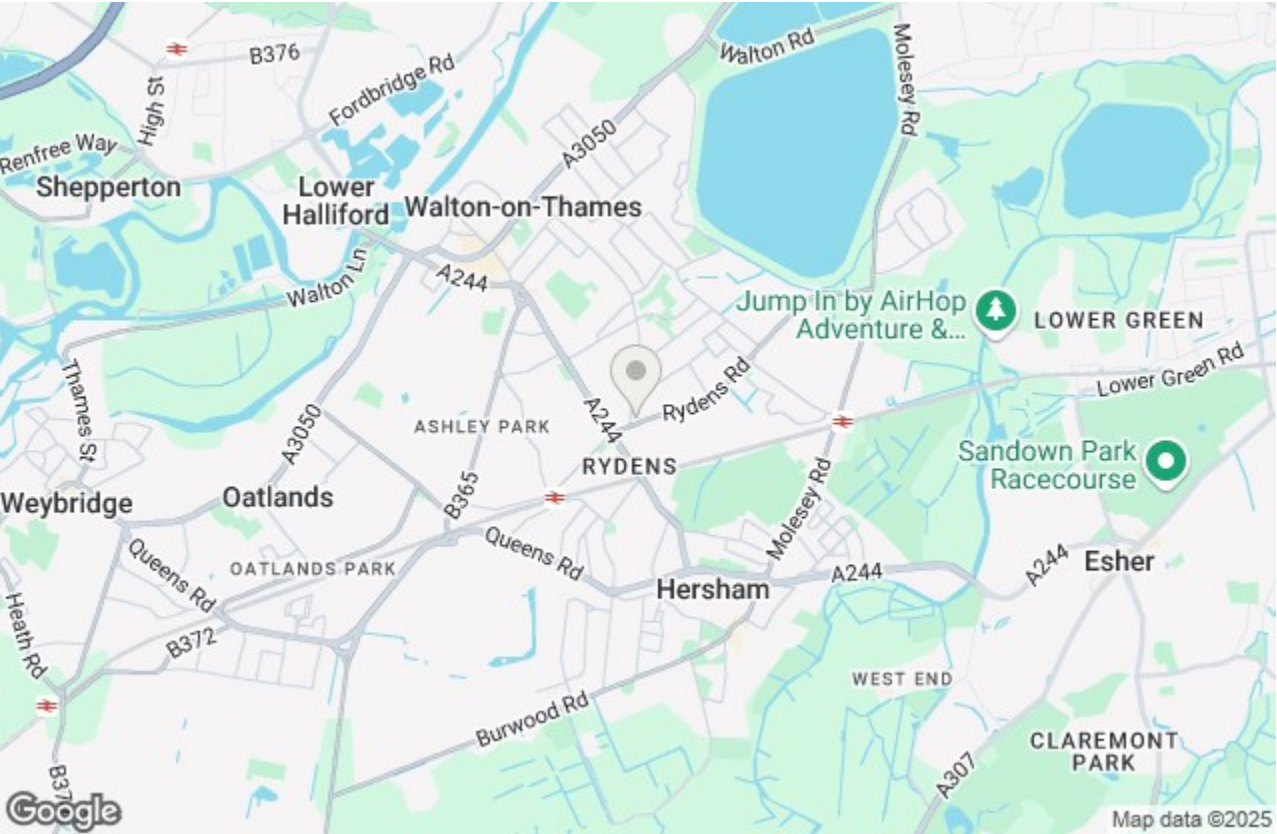 Walton Rd
Molesey Rd
B376
Fordbridge Rd
High St
A3050
Renfree Way
Shepperton
Lower
Halliford
Walton-on-Thames
Walton Ln
A244
Jump In by AirHop
Adventure &...
LOWER GREEN
Lower Green Rd
Thames St
A3050
ASHLEY PARK
A244
Rydens Rd
RYDENS
Sandown Park
Racecourse
Weybridge
Oatlands
B365
Molesey Rd
Queens Rd
Queens Rd
OATLANDS PARK
Hersham
A244
A244
Esher
Heath Rd
B372
WEST END
Burwood Rd
CLAREMONT
PARK
A307
Google
Map data ©2025